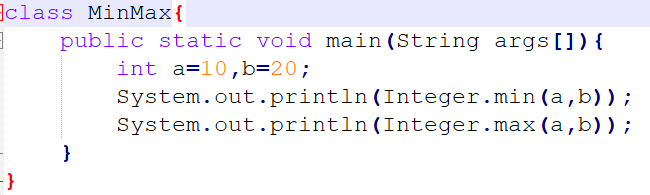 class MinMax{
    public static void main(String args[]){
        int a=10,b=20;
        System.out.println(Integer.min(a,b));
        System.out.println(Integer.max(a,b));
    }
}